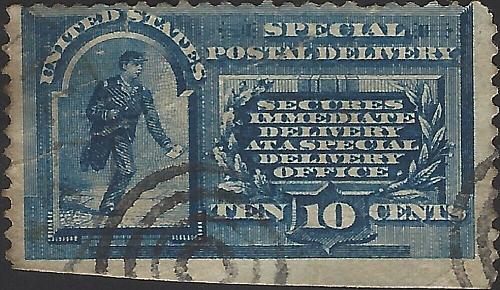 UNITED STATES
SPECIAL
POSTAL DELIVERY
SECURES
IMMEDIATE
DELIVERY
AT A SPECIAL
DELIVERY
OFFICE.
TEN 10 CENTS